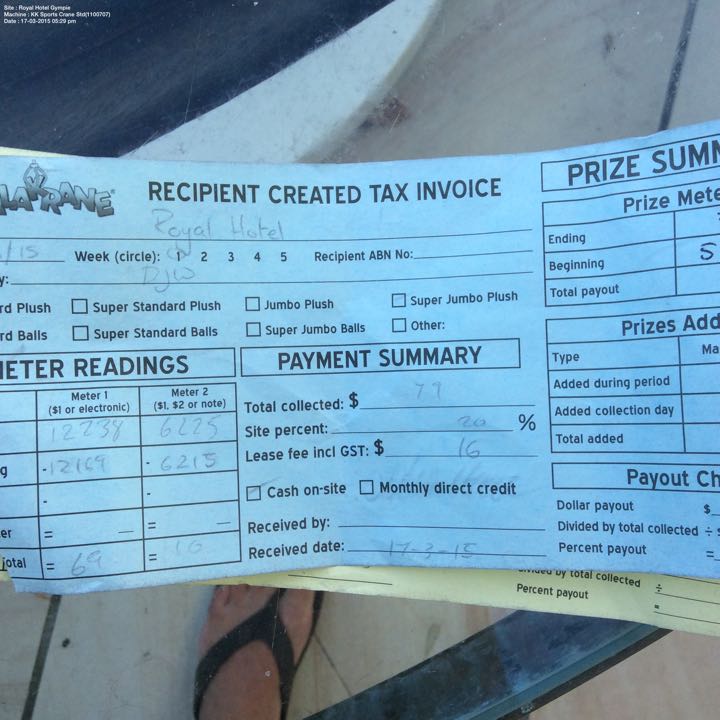 Site : Royal Hotel Gympie
Machine : KK Sports Crane Std(1100707)
Date : 17-03-2015 05:29 pm
RECIPIENT CREATED TAX INVOICE
Royal Hotel
/15 Week (circle): 1 2 3 4 5 Recipient ABN No:
y: DJW
rd Plush Super Standard Plush Jumbo Plush Super Jumbo Plush
rd Balls Super Standard Balls Super Jumbo Balls Other:
METER READINGS
Meter 1 ($1 or electronic) Meter 2 ($1, $2 or note)
12238 6225
g -12169 - 6215
- -
er = — = —
total = 69 = 10
PAYMENT SUMMARY
Total collected: $ 79
Site percent: 20 %
Lease fee incl GST: $ 16
Cash on-site Monthly direct credit
Received by:
Received date: 17-3-15
PRIZE SUMM
Prize Mete
Ending
Beginning 5
Total payout
Prizes Add
Type Ma
Added during period
Added collection day
Total added
Payout Ch
Dollar payout $
Divided by total collected ÷ $
Percent payout =
Divided by total collected ÷
Percent payout =